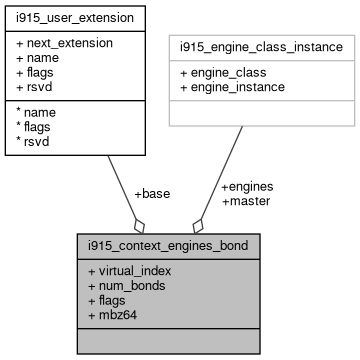 i915_user_extension
+ next_extension
+ name
+ flags
+ rsvd
* name
* flags
* rsvd
i915_engine_class_instance
+ engine_class
+ engine_instance
+base
+engines
+master
i915_context_engines_bond
+ virtual_index
+ num_bonds
+ flags
+ mbz64